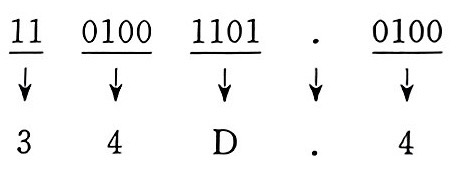 11 0100 1101 . 0100
↓ ↓ ↓ ↓ ↓
3 4 D . 4